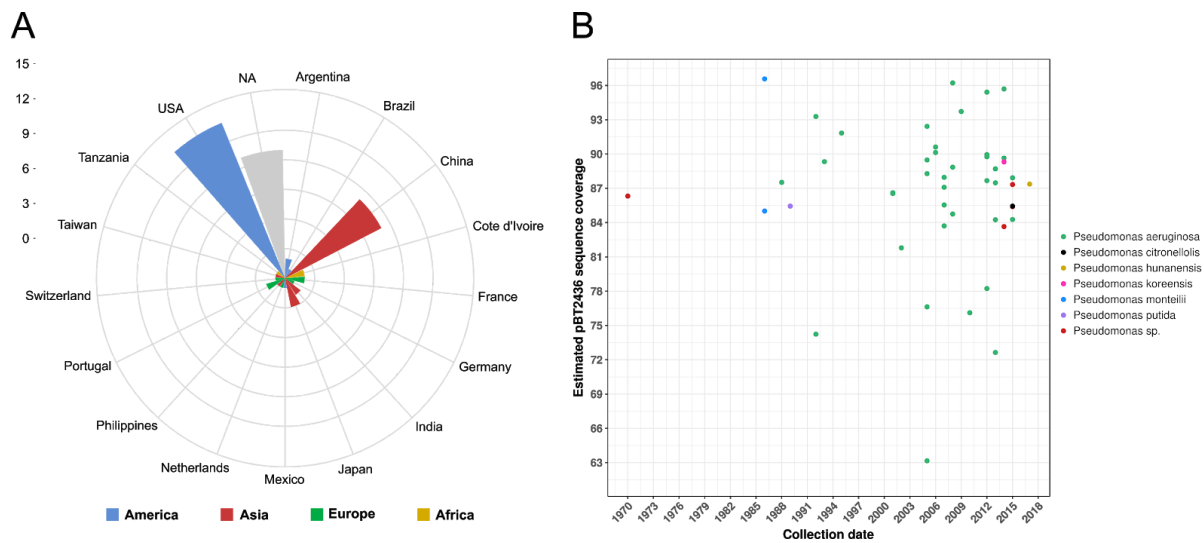 A
15
12
9
6
3
0
NA
Argentina
USA
Brazil
Tanzania
China
Taiwan
Cote d'Ivoire
Switzerland
France
Portugal
Germany
Philippines
India
Netherlands
Japan
Mexico
America
Asia
Europe
Africa
B
Estimated pBT2436 sequence coverage
96
93
90
87
84
81
78
75
72
69
66
63
1970
1973
1976
1979
1982
1985
1988
1991
1994
1997
2000
2003
2006
2009
2012
2015
2018
Collection date
Pseudomonas aeruginosa
Pseudomonas citronellolis
Pseudomonas hunanensis
Pseudomonas koreensis
Pseudomonas monteilii
Pseudomonas putida
Pseudomonas sp.